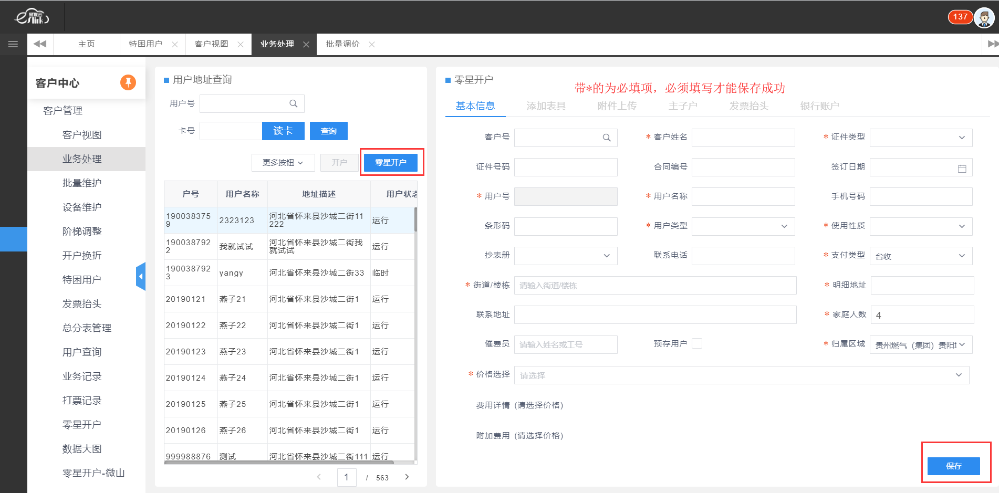 易联云
eslink
137
主页
特困用户
客户视图
业务处理
批量调价
客户中心
客户管理
客户视图
业务处理
批量维护
设备维护
阶梯调整
开户换折
特困用户
发票抬头
总分表管理
用户查询
业务记录
打票记录
零星开户
数据大图
零星开户-微山
用户地址查询
用户号
卡号
读卡
查询
更多按钮
开户
零星开户
户号 用户名称 地址描述 用户状态
1900383759 2323123 河北省怀来县沙城二街11222 运行
1900387922 我就试试 河北省怀来县沙城二街我就试试 运行
1900387923 yangy 河北省怀来县沙城二街33 临时
20190121 燕子21 河北省怀来县沙城二街1 运行
20190122 燕子22 河北省怀来县沙城二街1 运行
20190123 燕子23 河北省怀来县沙城二街1 运行
20190124 燕子24 河北省怀来县沙城二街1 运行
20190125 燕子25 河北省怀来县沙城二街1 运行
20190126 燕子26 河北省怀来县沙城二街1 运行
999988876 测试 河北省怀来县沙城二街111 运行
1 / 563
零星开户
带*的为必填项，必须填写才能保存成功
基本信息 添加表具 附件上传 主子户 发票抬头 银行账户
客户号 * 客户姓名 * 证件类型
证件号码 合同编号 签订日期
* 用户号 * 用户名称 手机号码
条形码 * 用户类型 * 使用性质
抄表册 联系电话 * 支付类型 台收
* 街道/楼栋 请输入街道/楼栋 * 明细地址
联系地址 * 家庭人数 4
催费员 请输入姓名或工号 预存用户 * 归属区域 贵州燃气（集团）贵阳
* 价格选择 请选择
费用详情 (请选择价格)
附加费用 (请选择价格)
保存